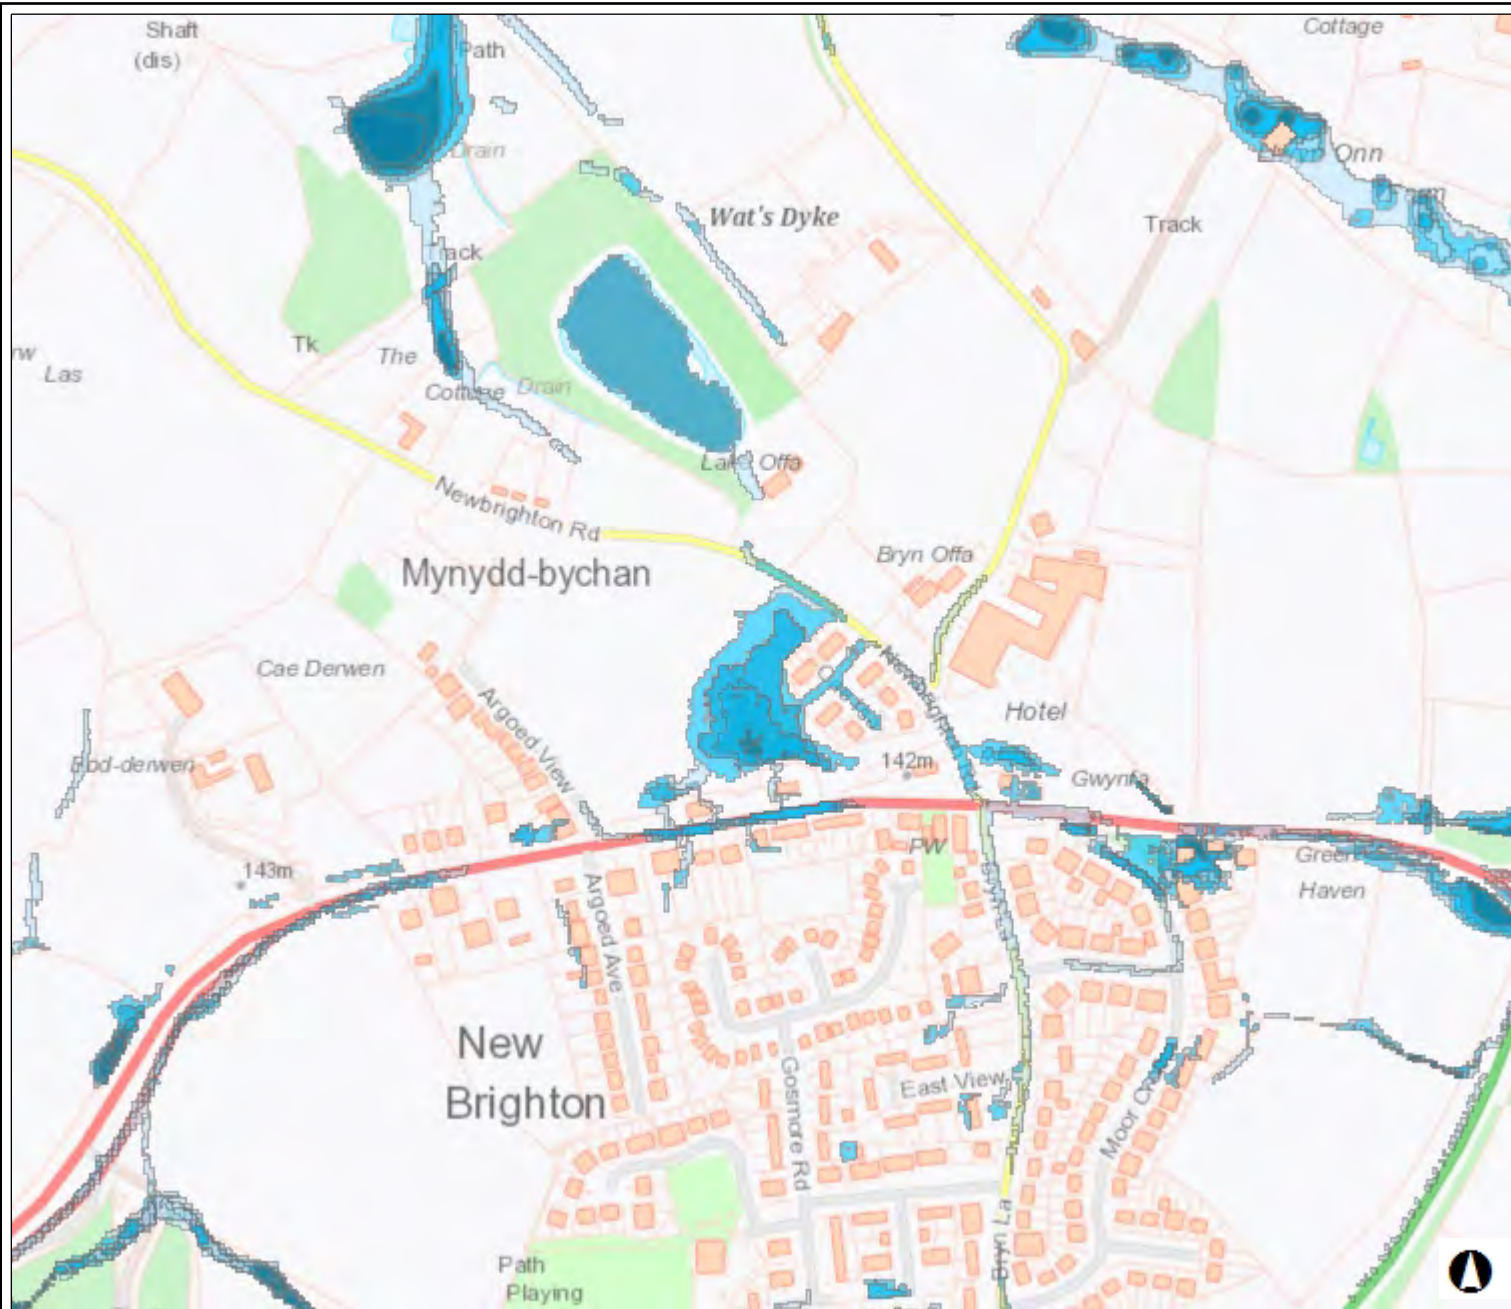 Shaft
(dis)
Path
Cottage
Drain
Onn
Wat's Dyke
Track
Tk
The
Cottage
Drain
Las
Lake Offa
Newbrighton Rd
Mynydd-bychan
Bryn Offa
Cae Derwen
Argoed View
Hotel
142m
Gwynfa
Bod-derwen
143m
PW
Green
Haven
Argoed Ave
New
Brighton
Gosmore Rd
East View
Moor Cr
Bryn La
Path
Playing